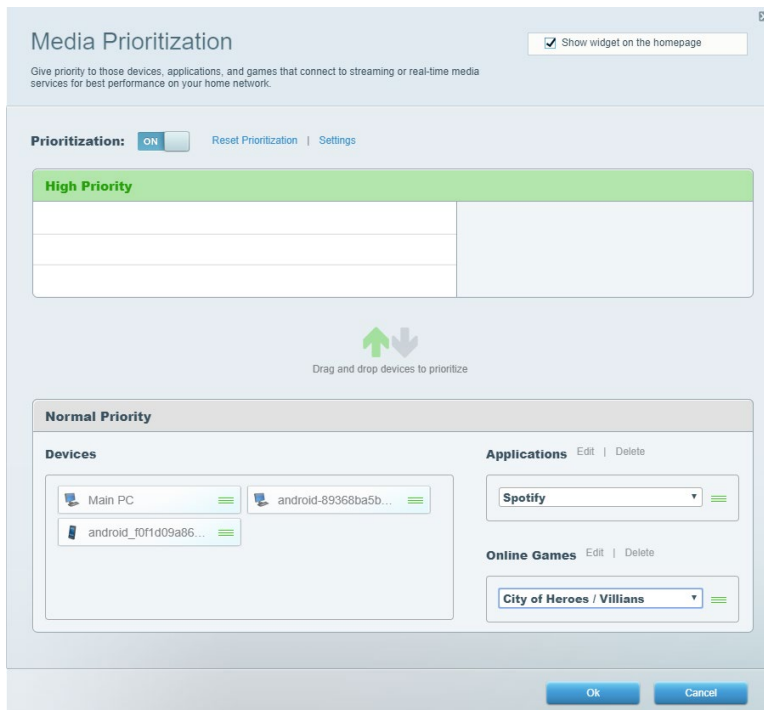 Media Prioritization
Show widget on the homepage
Give priority to those devices, applications, and games that connect to streaming or real-time media
services for best performance on your home network.
Prioritization: ON Reset Prioritization | Settings
High Priority
Drag and drop devices to prioritize
Normal Priority
Devices
Main PC
android-89368ba5b...
android_f0f1d09a86...
Applications Edit | Delete
Spotify
Online Games Edit | Delete
City of Heroes / Villians
Ok
Cancel